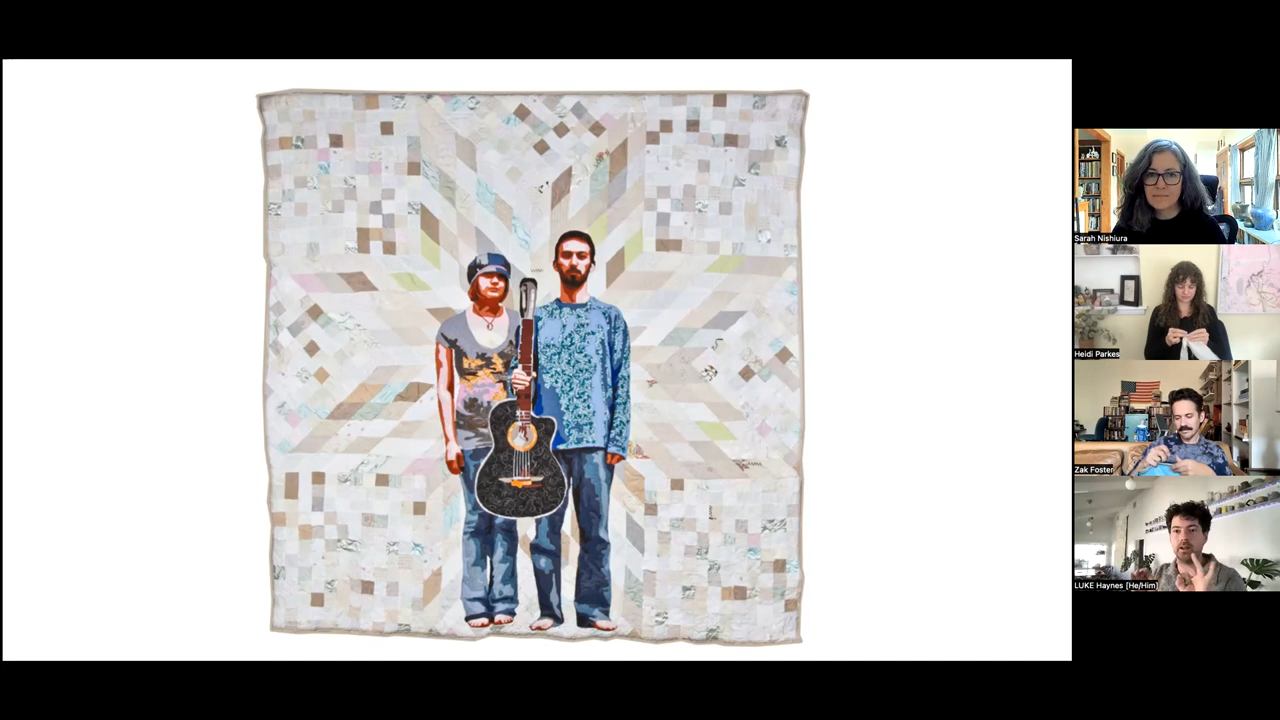 Sarah Nishiura
Heidi Parkes
Zak Foster
LUKE Haynes [He/Him]